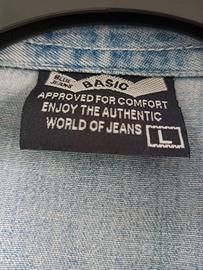 BASIC
APPROVED FOR COMFORT
ENJOY THE AUTHENTIC
WORLD OF JEANS L